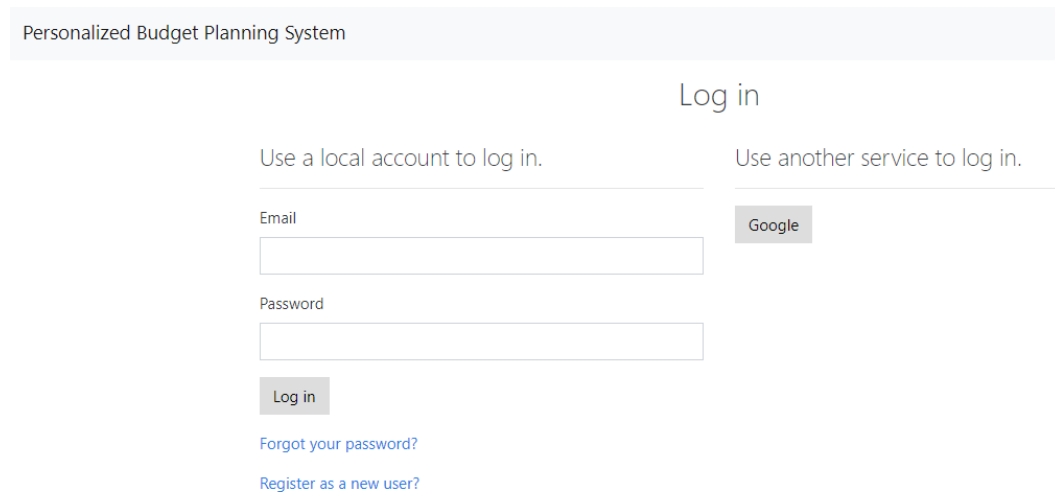 Personalized Budget Planning System
Log in
Use a local account to log in.
Use another service to log in.
Email
Google
Password
Log in
Forgot your password?
Register as a new user?